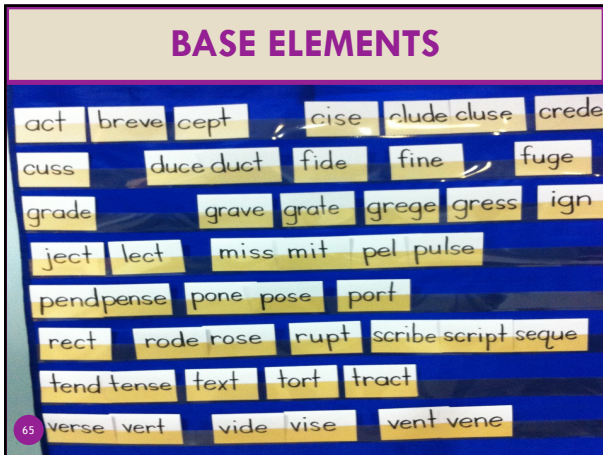 BASE ELEMENTS
act breve cept cise clude cluse crede
cuss duce duct fide fine fuge
grade grave grate grege gress ign
ject lect miss mit pel pulse
pend pense pone pose port
rect rode rose rupt scribe script seque
tend tense text tort tract
65 verse vert vide vise vent vene